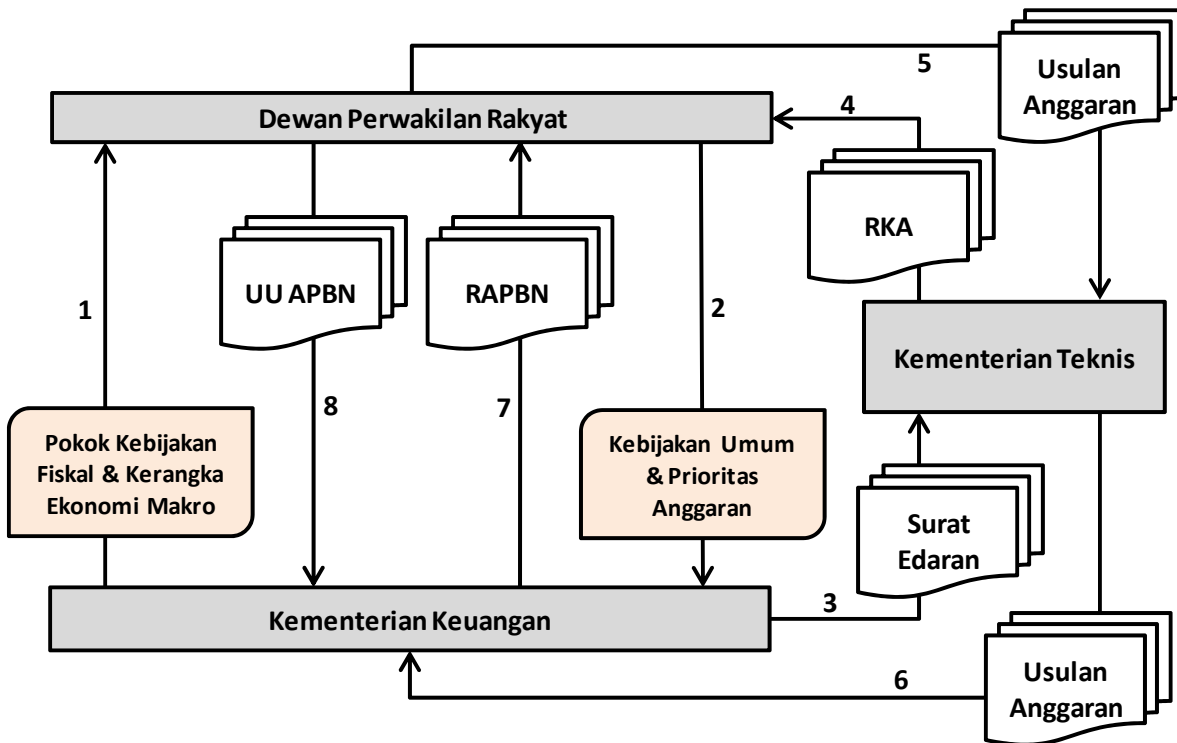 5
Usulan
Anggaran
Dewan Perwakilan Rakyat
4
RKA
UU APBN
RAPBN
1
2
Kementerian Teknis
8
7
Pokok Kebijakan
Fiskal & Kerangka
Ekonomi Makro
Kebijakan Umum
& Prioritas
Anggaran
Surat
Edaran
Kementerian Keuangan
3
6
Usulan
Anggaran